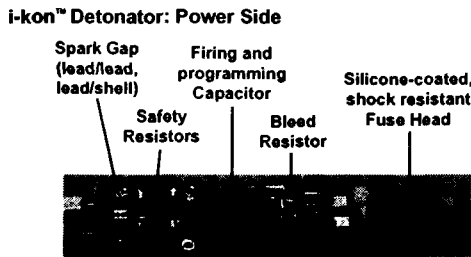 i-kon™ Detonator: Power Side
Spark Gap
(lead/lead,
lead/shell)
Safety
Resistors
Firing and
programming
Capacitor
Bleed
Resistor
Silicone-coated,
shock resistant
Fuse Head